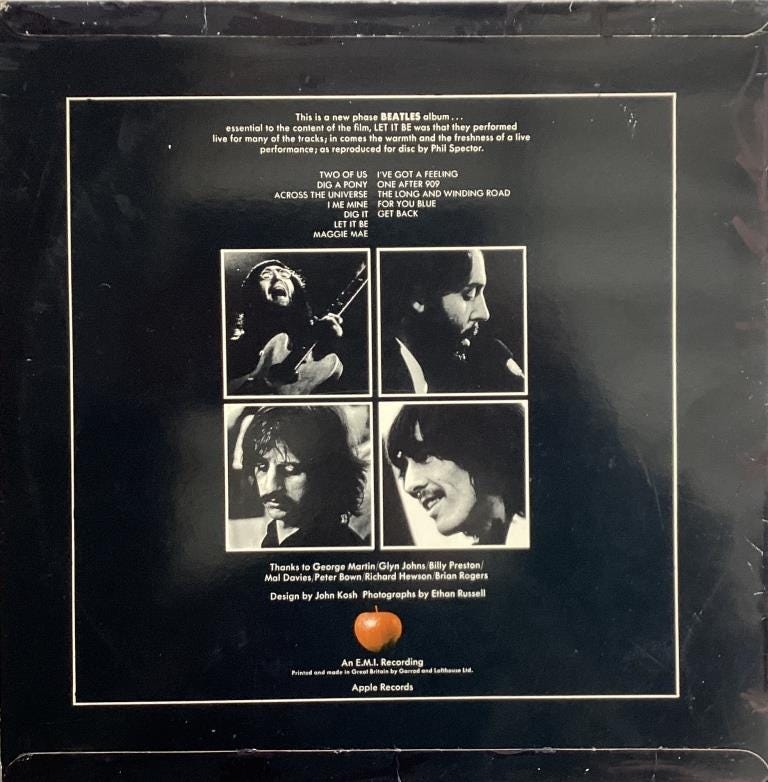 This is a new phase BEATLES album...
essential to the content of the film, LET IT BE was that they performed
live for many of the tracks; in comes the warmth and the freshness of a live
performance; as reproduced for disc by Phil Spector.
TWO OF US
DIG A PONY
ACROSS THE UNIVERSE
I ME MINE
DIG IT
LET IT BE
MAGGIE MAE
I'VE GOT A FEELING
ONE AFTER 909
THE LONG AND WINDING ROAD
FOR YOU BLUE
GET BACK
Thanks to George Martin/Glyn Johns/Billy Preston/
Mal Davies/Peter Bown/Richard Hewson/Brian Rogers
Design by John Kosh Photographs by Ethan Russell
An E.M.I. Recording
Printed and made in Great Britain by Garrod and Lofthouse Ltd.
Apple Records